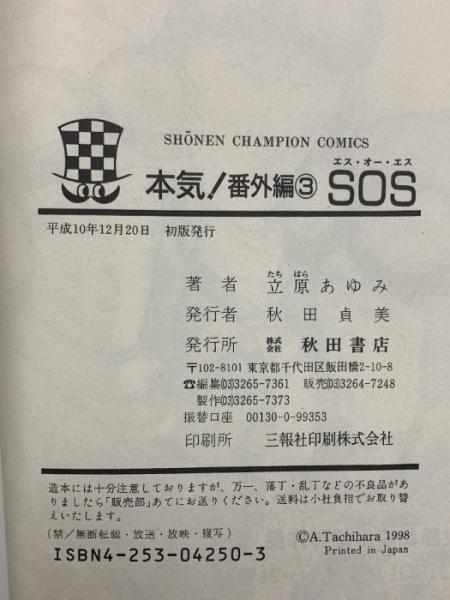 SHŌNEN CHAMPION COMICS
エス・オー・エス
本気!番外編③ SOS
平成10年12月20日 初版発行
たち はら
著者 立原あゆみ
発行者 秋田貞美
発行所 株式会社 秋田書店
〒102-8101 東京都千代田区飯田橋2-10-8
☎編集(03)3265-7361 販売(03)3264-7248
製作(03)3265-7373
振替口座 00130-0-99353
印刷所 三報社印刷株式会社
造本には十分注意しておりますが、万一、落丁・乱丁などの不良品があ
りましたら「販売部」あてにお送りください。送料は小社負担でお取り替
えいたします。
(禁/無断転載・放送・放映・複写)
ISBN4-253-04250-3
©A.Tachihara 1998
Printed in Japan